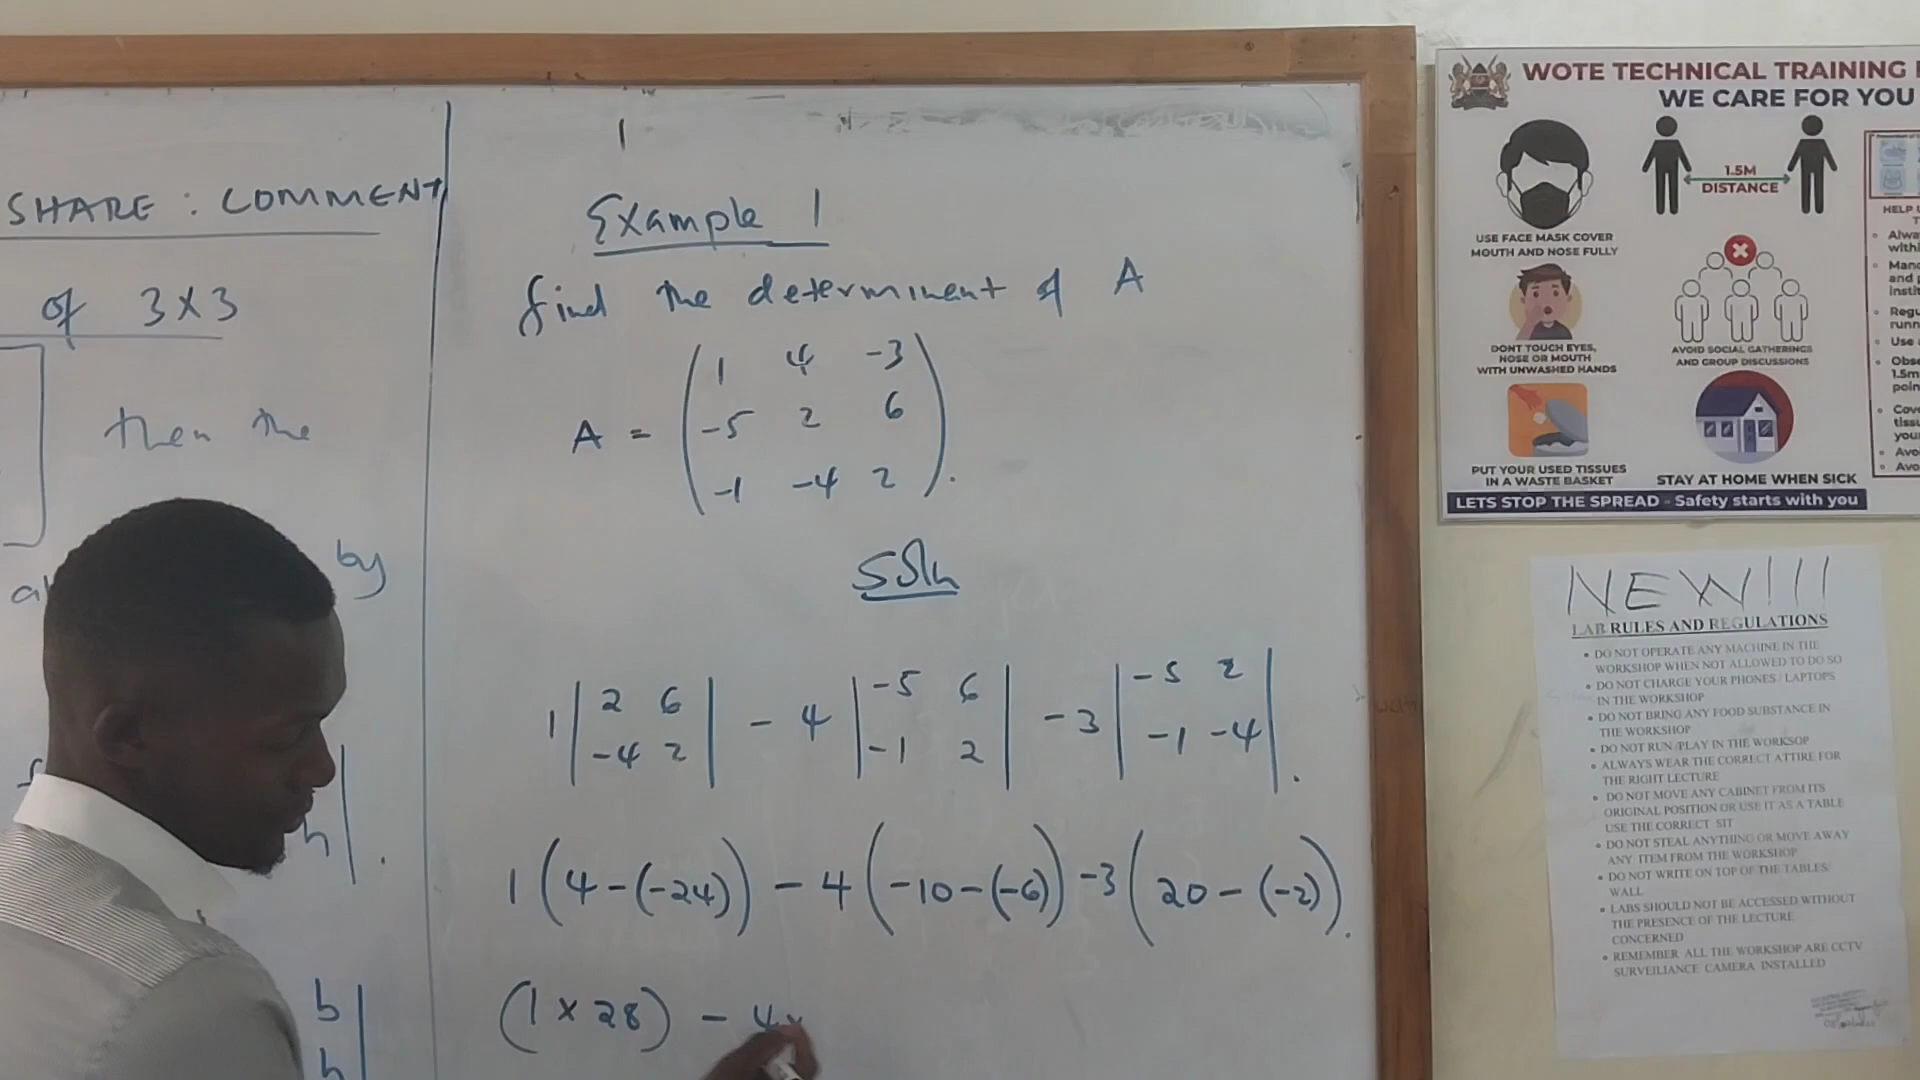 SHARE : COMMENT
of 3x3
then the
by
h
b
h
Example 1
find the determinent of A
A = ( 1 4 -3
-5 2 6
-1 -4 2 ).
Soln
1 | 2 6 | - 4 | -5 6 | -3 | -5 2 |
| -4 2 | | -1 2 | | -1 -4 | .
1 (4-(-24)) - 4 (-10-(-6)) -3 (20-(-2)).
(1 x 28) - 4x
WOTE TECHNICAL TRAINING
WE CARE FOR YOU
1.5M
DISTANCE
USE FACE MASK COVER
MOUTH AND NOSE FULLY
DONT TOUCH EYES,
NOSE OR MOUTH
WITH UNWASHED HANDS
AVOID SOCIAL GATHERINGS
AND GROUP DISCUSSIONS
PUT YOUR USED TISSUES
IN A WASTE BASKET
STAY AT HOME WHEN SICK
LETS STOP THE SPREAD - Safety starts with you
HELP
and
1.5m
NEW!!!
LAB RULES AND REGULATIONS
• DO NOT OPERATE ANY MACHINE IN THE
WORKSHOP WHEN NOT ALLOWED TO DO SO
• DO NOT CHARGE YOUR PHONES / LAPTOPS
IN THE WORKSHOP
• DO NOT BRING ANY FOOD SUBSTANCE IN
THE WORKSHOP
• DO NOT RUN /PLAY IN THE WORKSOP
• ALWAYS WEAR THE CORRECT ATTIRE FOR
THE RIGHT LECTURE
• DO NOT MOVE ANY CABINET FROM ITS
ORIGINAL POSITION OR USE IT AS A TABLE
USE THE CORRECT SIT
• DO NOT STEAL ANYTHING OR MOVE AWAY
ANY ITEM FROM THE WORKSHOP
• DO NOT WRITE ON TOP OF THE TABLES/
WALL
• LABS SHOULD NOT BE ACCESSED WITHOUT
THE PRESENCE OF THE LECTURE
CONCERNED
• REMEMBER ALL THE WORKSHOP ARE CCTV
SURVEILIANCE CAMERA INSTALLED